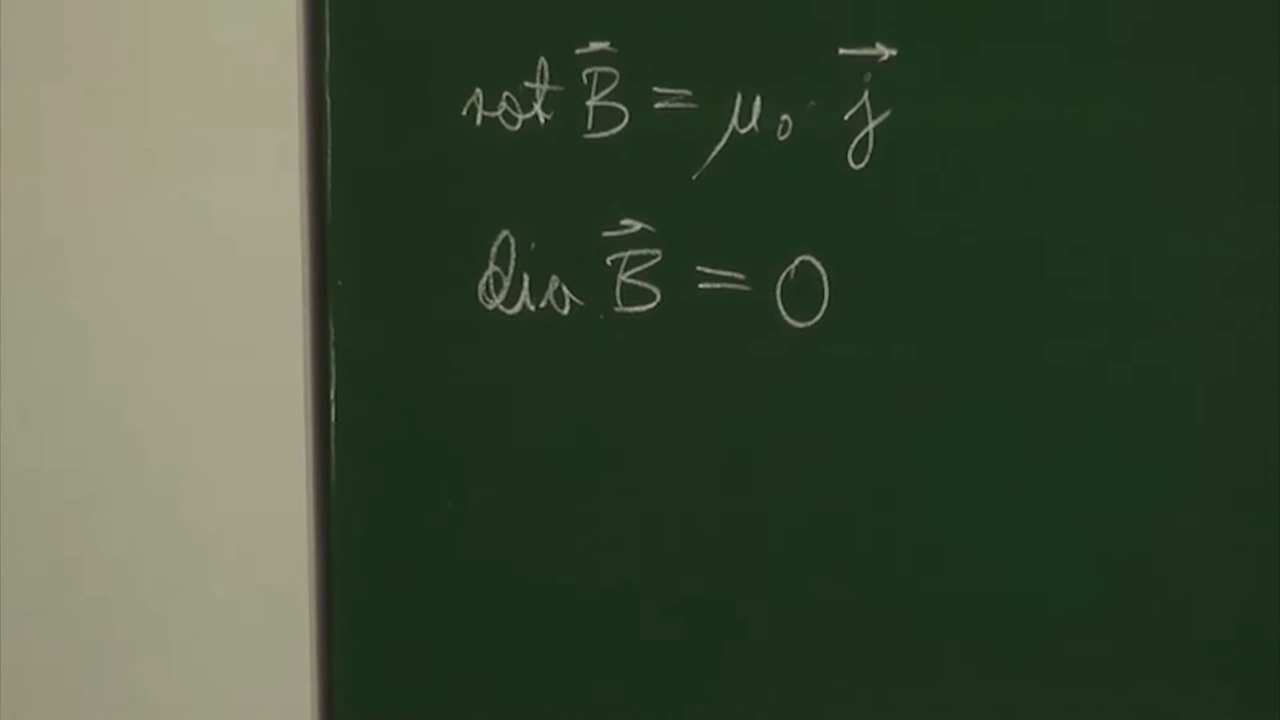 rot B⃗ = μ₀ · j⃗
div B⃗ = 0